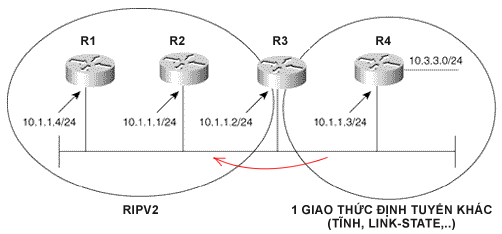 R1
R2
R3
R4
10.3.3.0/24
10.1.1.4/24
10.1.1.1/24
10.1.1.2/24
10.1.1.3/24
RIPV2
1 GIAO THỨC ĐỊNH TUYẾN KHÁC
(TĨNH, LINK-STATE,..)